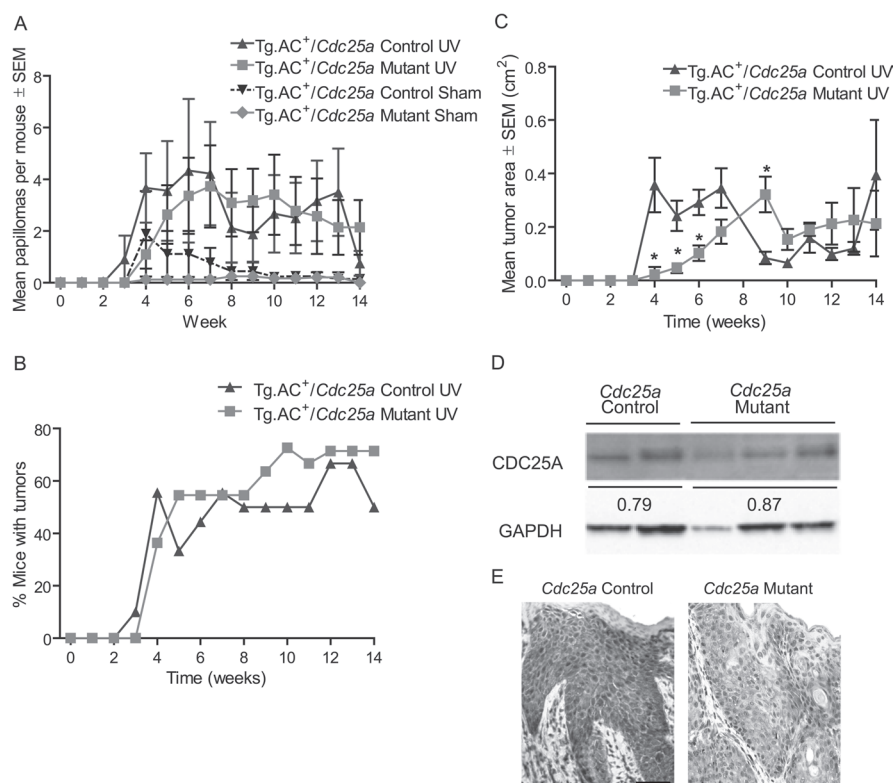 A
Tg.AC+/Cdc25a Control UV
Tg.AC+/Cdc25a Mutant UV
Tg.AC+/Cdc25a Control Sham
Tg.AC+/Cdc25a Mutant Sham
Mean papillomas per mouse ± SEM
8
6
4
2
0
0 2 4 6 8 10 12 14
Week
B
Tg.AC+/Cdc25a Control UV
Tg.AC+/Cdc25a Mutant UV
% Mice with tumors
80
60
40
20
0
0 2 4 6 8 10 12 14
Time (weeks)
C
Tg.AC+/Cdc25a Control UV
Tg.AC+/Cdc25a Mutant UV
Mean tumor area ± SEM (cm²)
0.8
0.6
0.4
0.2
0.0
* * * *
0 2 4 6 8 10 12 14
Time (weeks)
D
Cdc25a
Control
Cdc25a
Mutant
CDC25A
0.79 0.87
GAPDH
E
Cdc25a Control Cdc25a Mutant